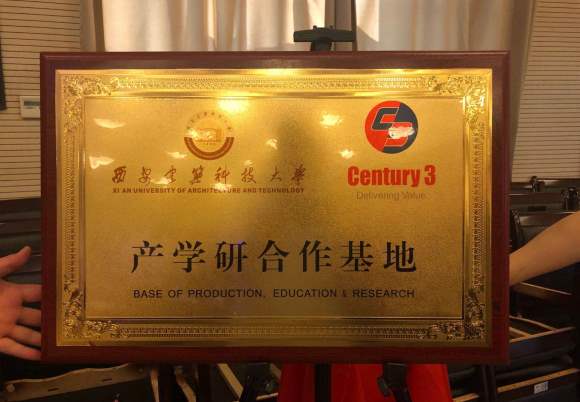 西安建筑科技大学
XI AN UNIVERSITY OF ARCHITECTURE AND TECHNOLOGY
Century 3
Delivering Value
产学研合作基地
BASE OF PRODUCTION, EDUCATION & RESEARCH